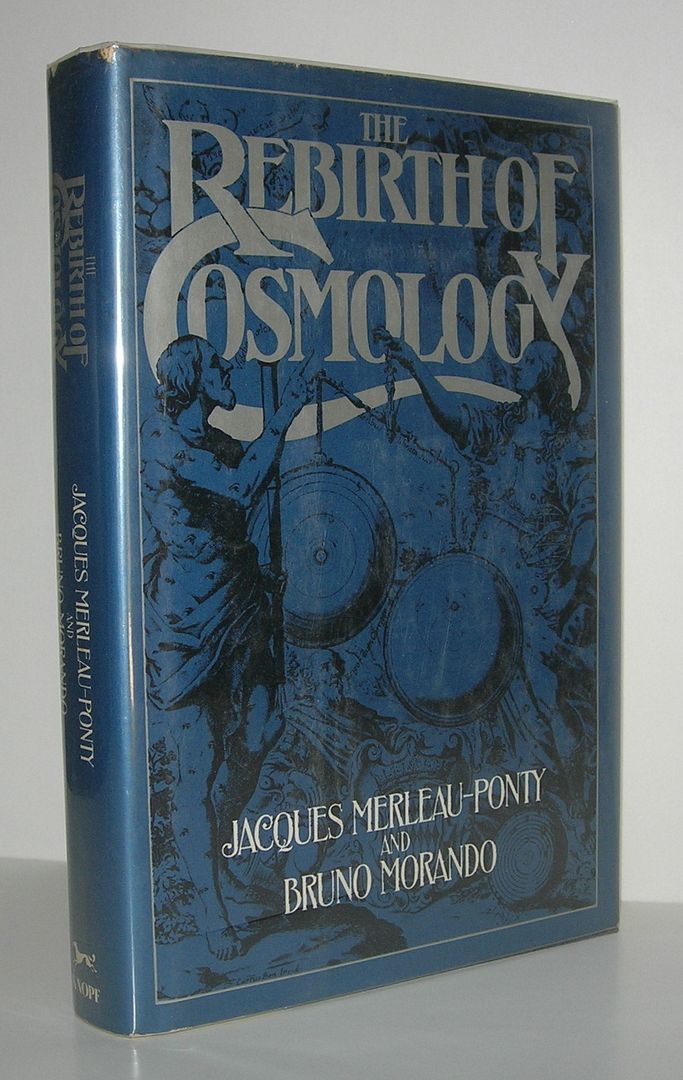 THE
REBIRTH OF
COSMOLOGY
JACQUES MERLEAU-PONTY
AND
BRUNO MORANDO
THE
REBIRTH OF
COSMOLOGY
JACQUES MERLEAU-PONTY
AND
BRUNO MORANDO
KNOPF